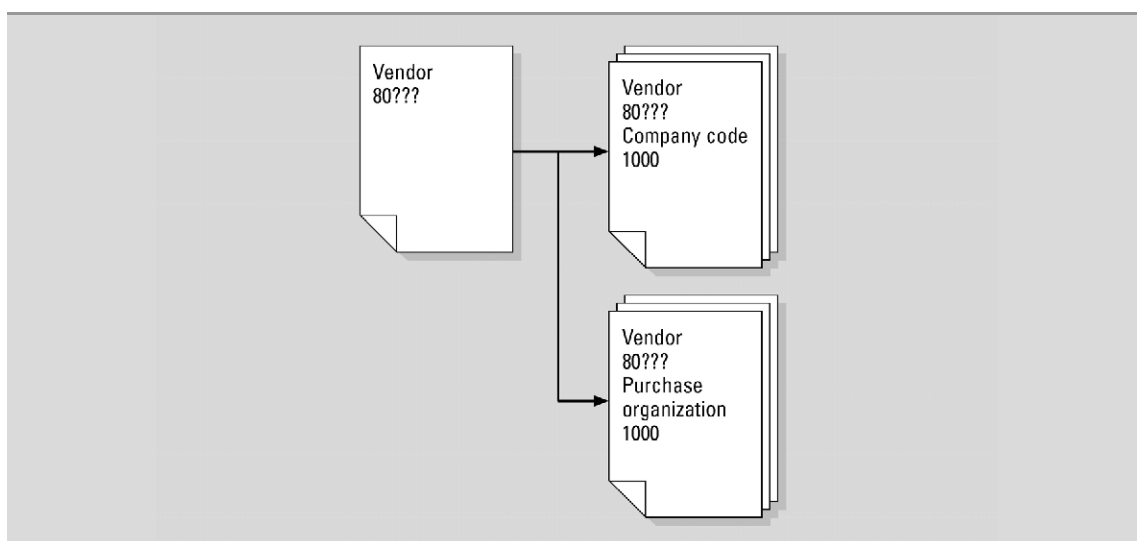 Vendor
80???
Vendor
80???
Company code
1000
Vendor
80???
Purchase
organization
1000